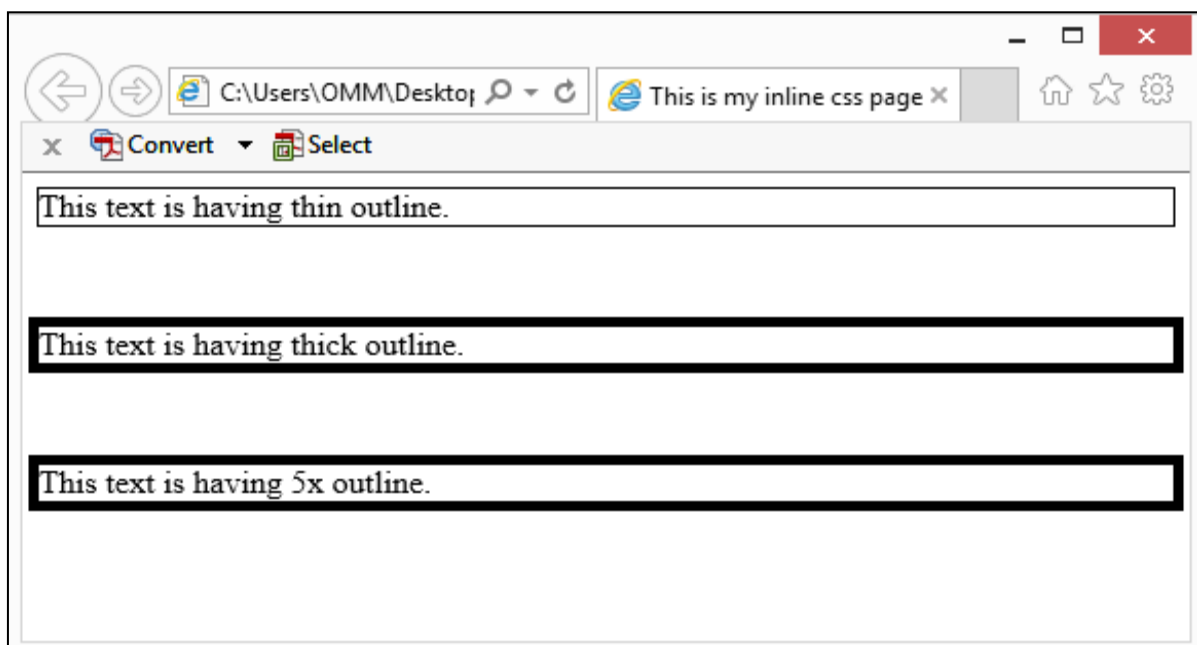 C:\Users\OMM\Desktop
This is my inline css page
Convert Select
This text is having thin outline.
This text is having thick outline.
This text is having 5x outline.